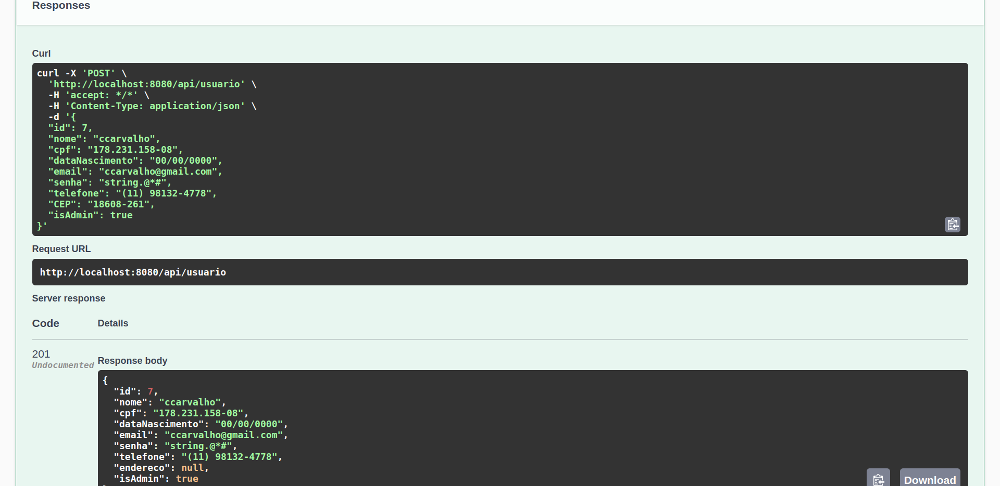 Responses
Curl
curl -X 'POST' \
  'http://localhost:8080/api/usuario' \
  -H 'accept: */*' \
  -H 'Content-Type: application/json' \
  -d '{
  "id": 7,
  "nome": "ccarvalho",
  "cpf": "178.231.158-08",
  "dataNascimento": "00/00/0000",
  "email": "ccarvalho@gmail.com",
  "senha": "string.@*#",
  "telefone": "(11) 98132-4778",
  "CEP": "18608-261",
  "isAdmin": true
}'
Request URL
http://localhost:8080/api/usuario
Server response
Code Details
201
Undocumented
Response body
{
  "id": 7,
  "nome": "ccarvalho",
  "cpf": "178.231.158-08",
  "dataNascimento": "00/00/0000",
  "email": "ccarvalho@gmail.com",
  "senha": "string.@*#",
  "telefone": "(11) 98132-4778",
  "endereco": null,
  "isAdmin": true
Download